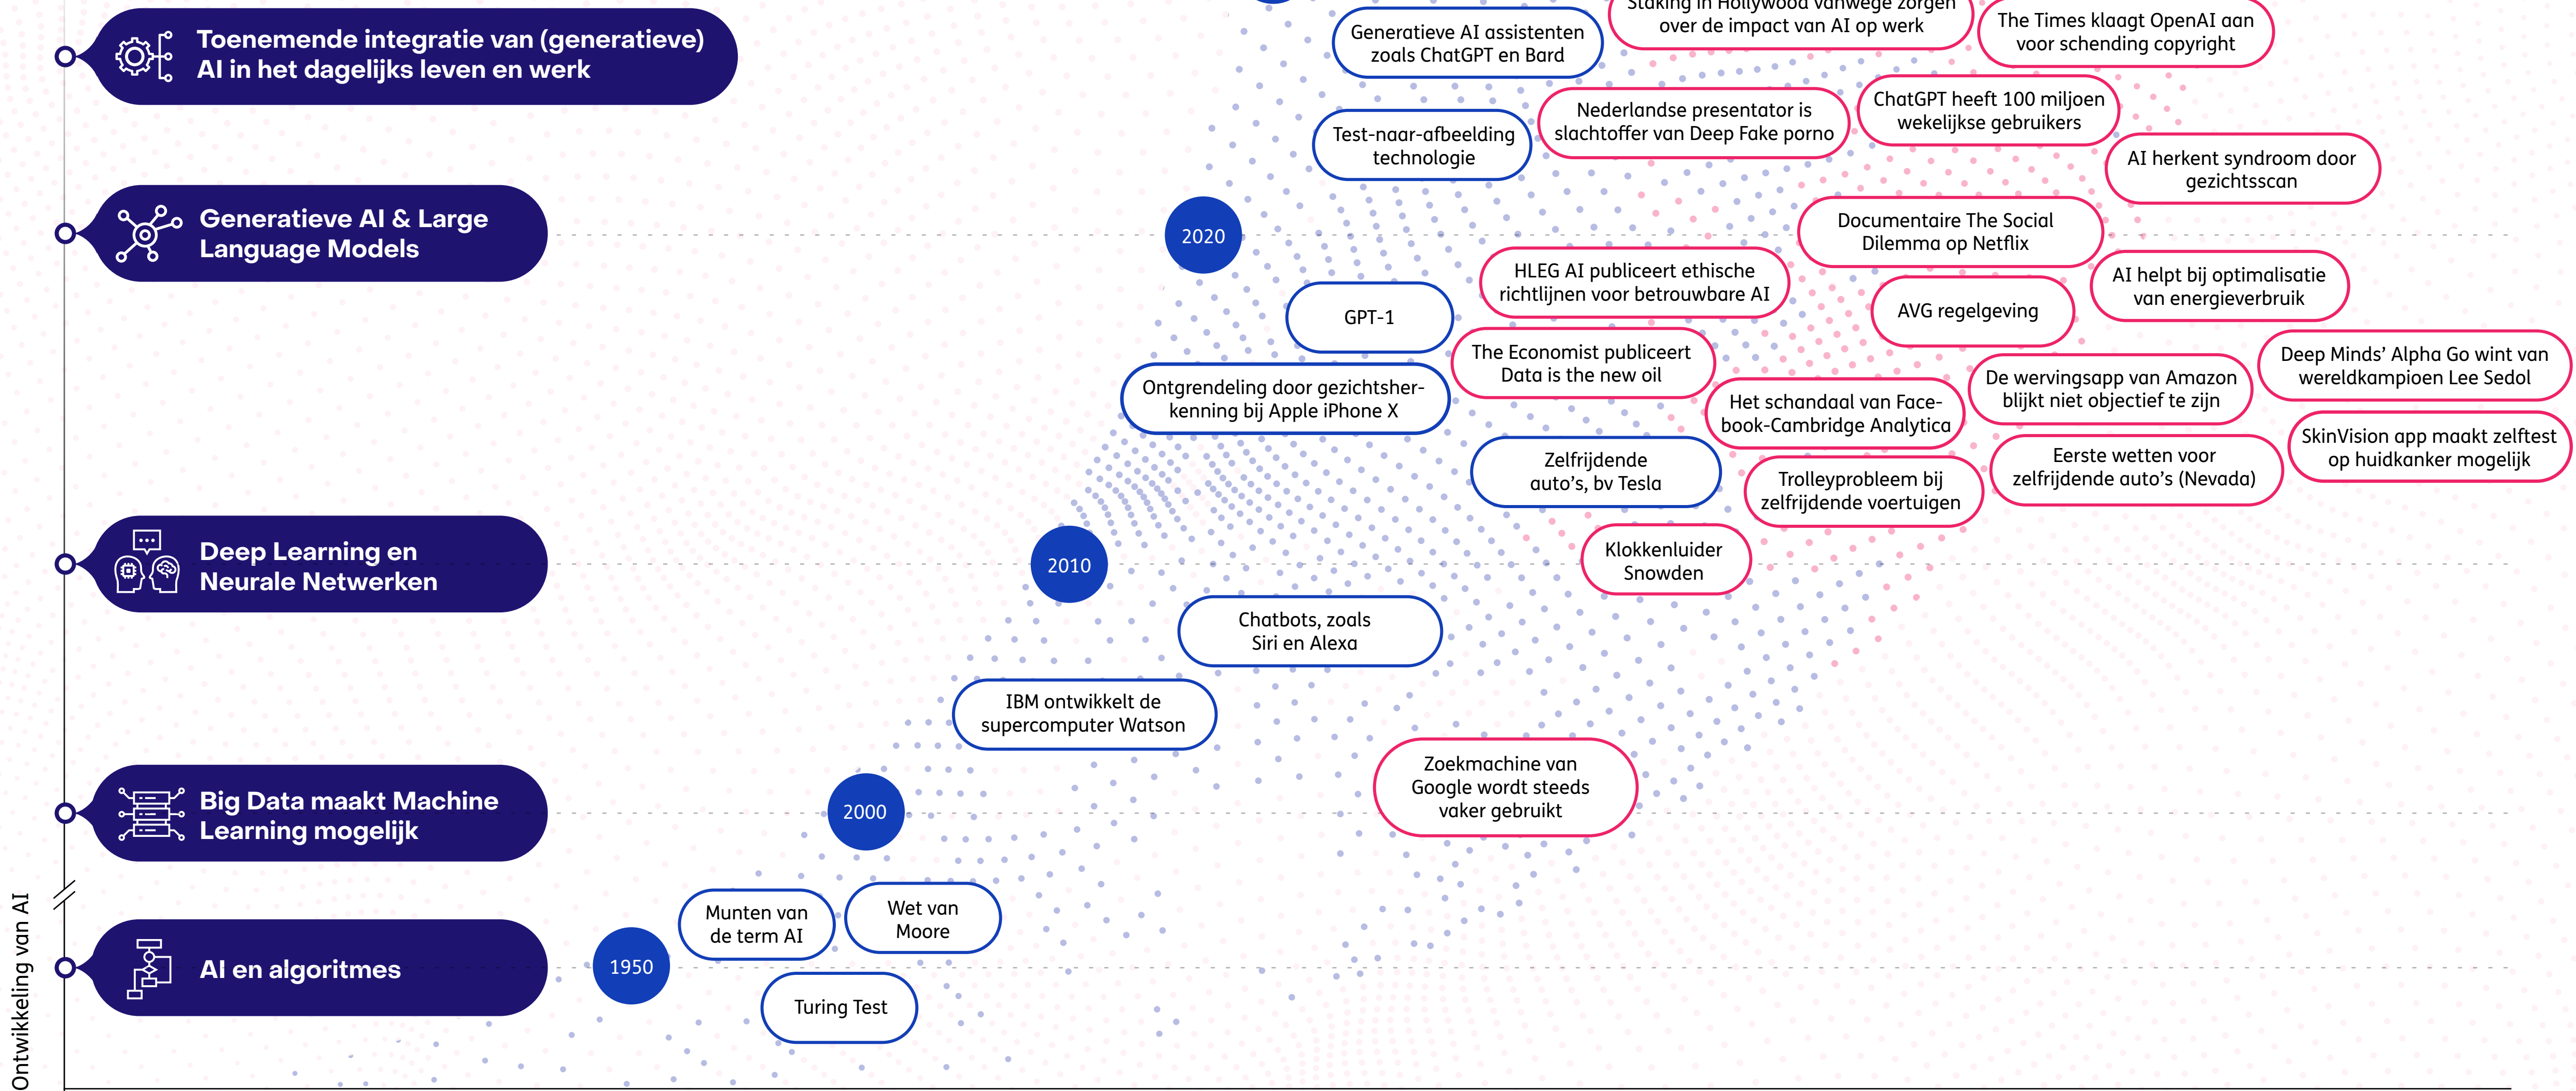 Toenemende integratie van (generatieve)
AI in het dagelijks leven en werk
Generatieve AI assistenten
zoals ChatGPT en Bard
Staking in Hollywood vanwege zorgen
over de impact van AI op werk
The Times klaagt OpenAI aan
voor schending copyright
Test-naar-afbeelding
technologie
Nederlandse presentator is
slachtoffer van Deep Fake porno
ChatGPT heeft 100 miljoen
wekelijkse gebruikers
AI herkent syndroom door
gezichtsscan
Generatieve AI & Large
Language Models
2020
Documentaire The Social
Dilemma op Netflix
HLEG AI publiceert ethische
richtlijnen voor betrouwbare AI
AI helpt bij optimalisatie
van energieverbruik
GPT-1
AVG regelgeving
The Economist publiceert
Data is the new oil
Deep Minds’ Alpha Go wint van
wereldkampioen Lee Sedol
Ontgrendeling door gezichtsher-
kenning bij Apple iPhone X
De wervingsapp van Amazon
blijkt niet objectief te zijn
Het schandaal van Face-
book-Cambridge Analytica
SkinVision app maakt zelftest
op huidkanker mogelijk
Zelfrijdende
auto’s, bv Tesla
Eerste wetten voor
zelfrijdende auto’s (Nevada)
Trolleyprobleem bij
zelfrijdende voertuigen
Deep Learning en
Neurale Netwerken
2010
Klokkenluider
Snowden
Chatbots, zoals
Siri en Alexa
IBM ontwikkelt de
supercomputer Watson
Big Data maakt Machine
Learning mogelijk
2000
Zoekmachine van
Google wordt steeds
vaker gebruikt
Munten van
de term AI
Wet van
Moore
AI en algoritmes
1950
Turing Test
Ontwikkeling van AI